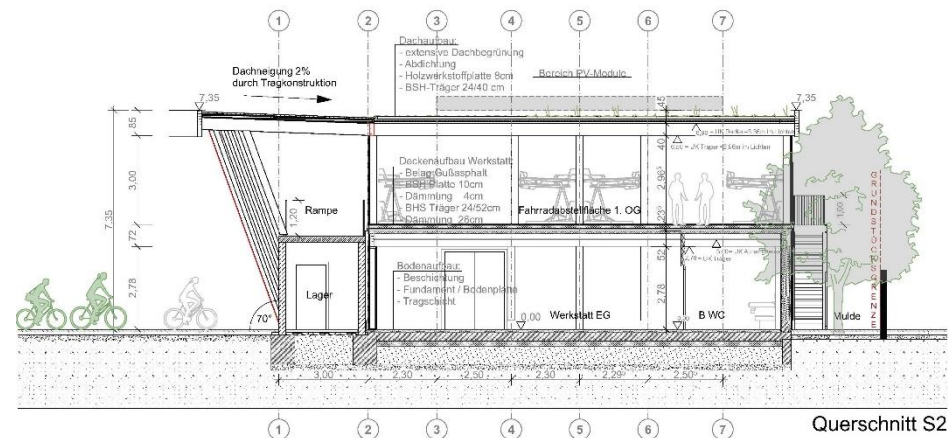 1 2 3 4 5 6 7
Dachaufbau:
- extensive Dachbegrünung
- Abdichtung
- Holzwerkstoffplatte 8cm
- BSH-Träger 24/40 cm
Dachneigung 2%
durch Tragkonstruktion
Bereich PV-Module
7,35
7,35
,85
,45
40
3,00
7,35
Deckenaufbau Werkstatt:
- Belag Gußasphalt
- BSH Platte 10cm
- Dämmung 4cm
- BHS Träger 24/52cm
- Dämmung 26cm
2,96⁵
1,20
Rampe
Fahrradabstellfläche 1. OG
,72
52
Bodenaufbau:
- Beschichtung
- Fundament / Bodenplatte
- Tragschicht
2,78
2,78
Lager
70°
0.00
Werkstatt EG
B WC
Mulde
GRUNDSTÜCKSGRENZE
3,00 2,30 2,50 2,30 2,29 2,50⁵
1 2 3 4 5 6 7
Querschnitt S2